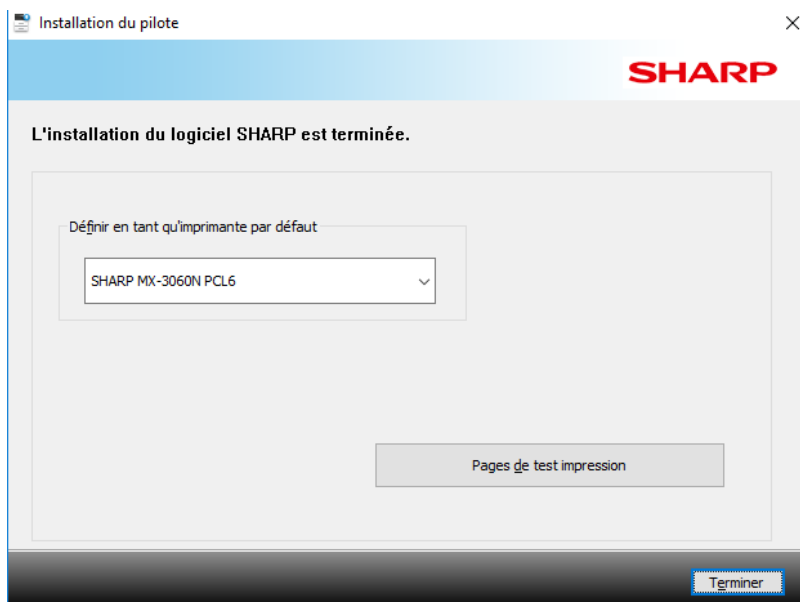 Installation du pilote
SHARP
L'installation du logiciel SHARP est terminée.
Définir en tant qu'imprimante par défaut
SHARP MX-3060N PCL6
Pages de test impression
Terminer